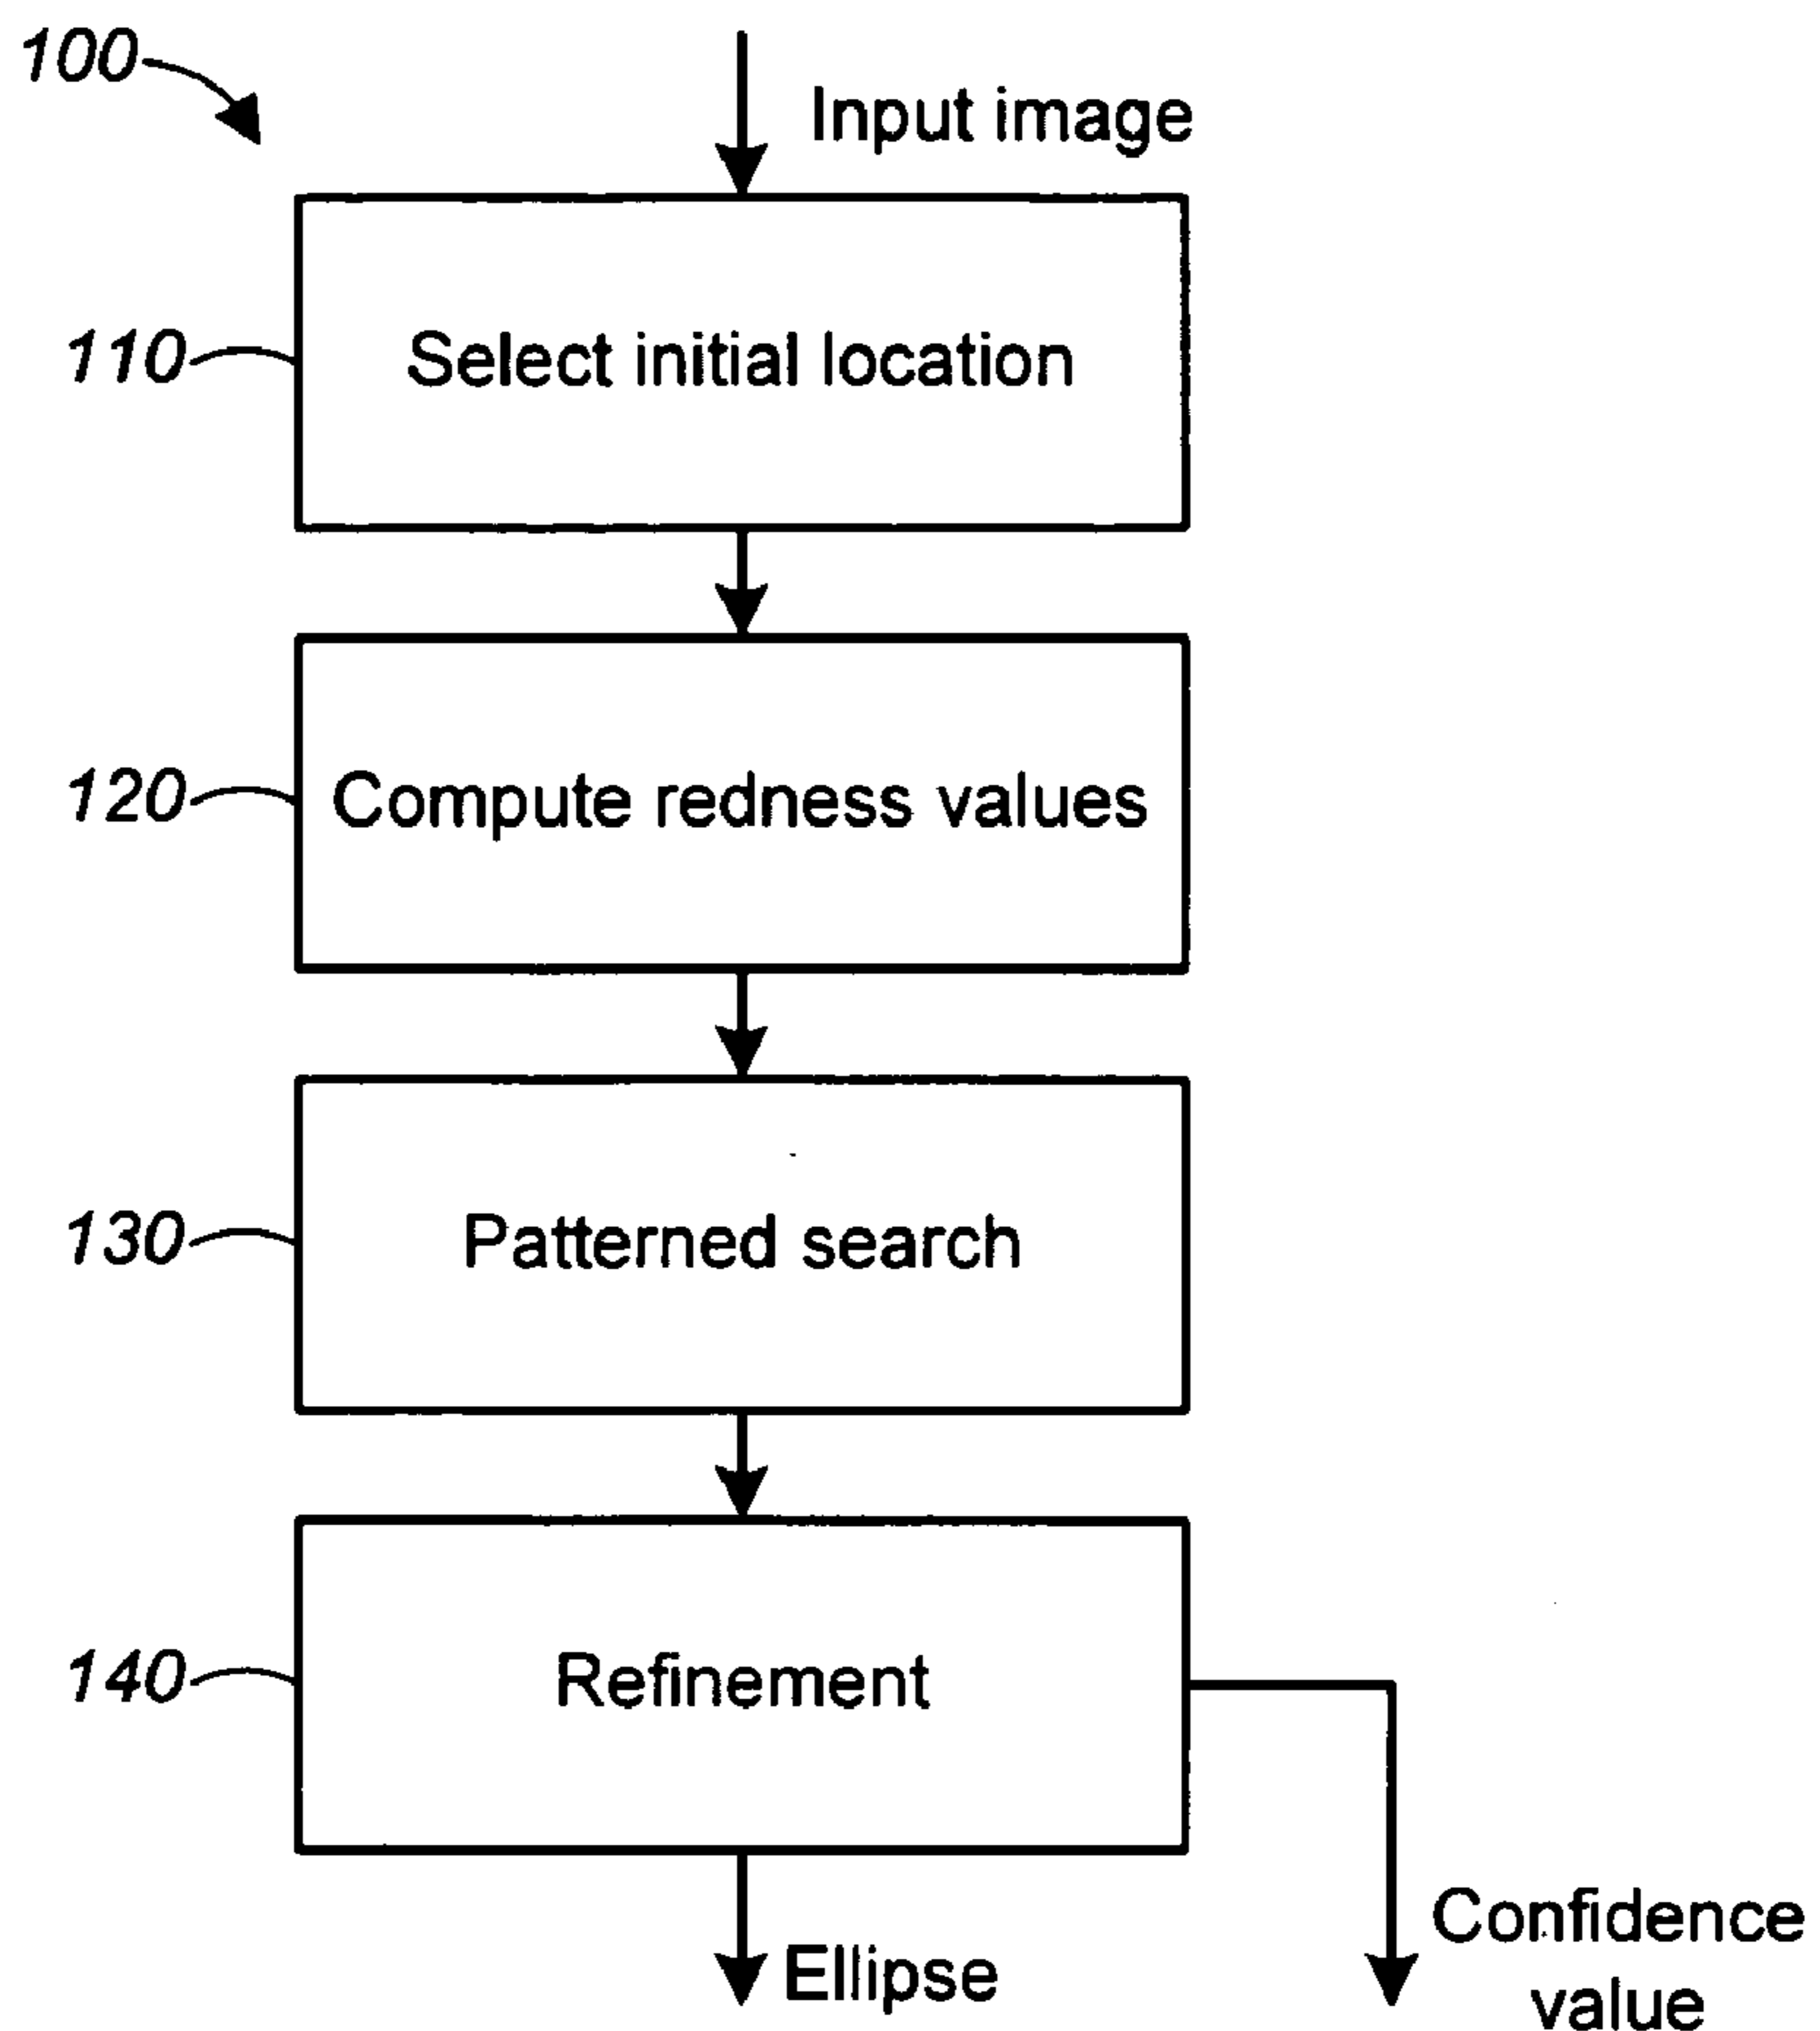 100
Input image
110
Select initial location
120
Compute redness values
130
Patterned search
140
Refinement
Ellipse
Confidence
value